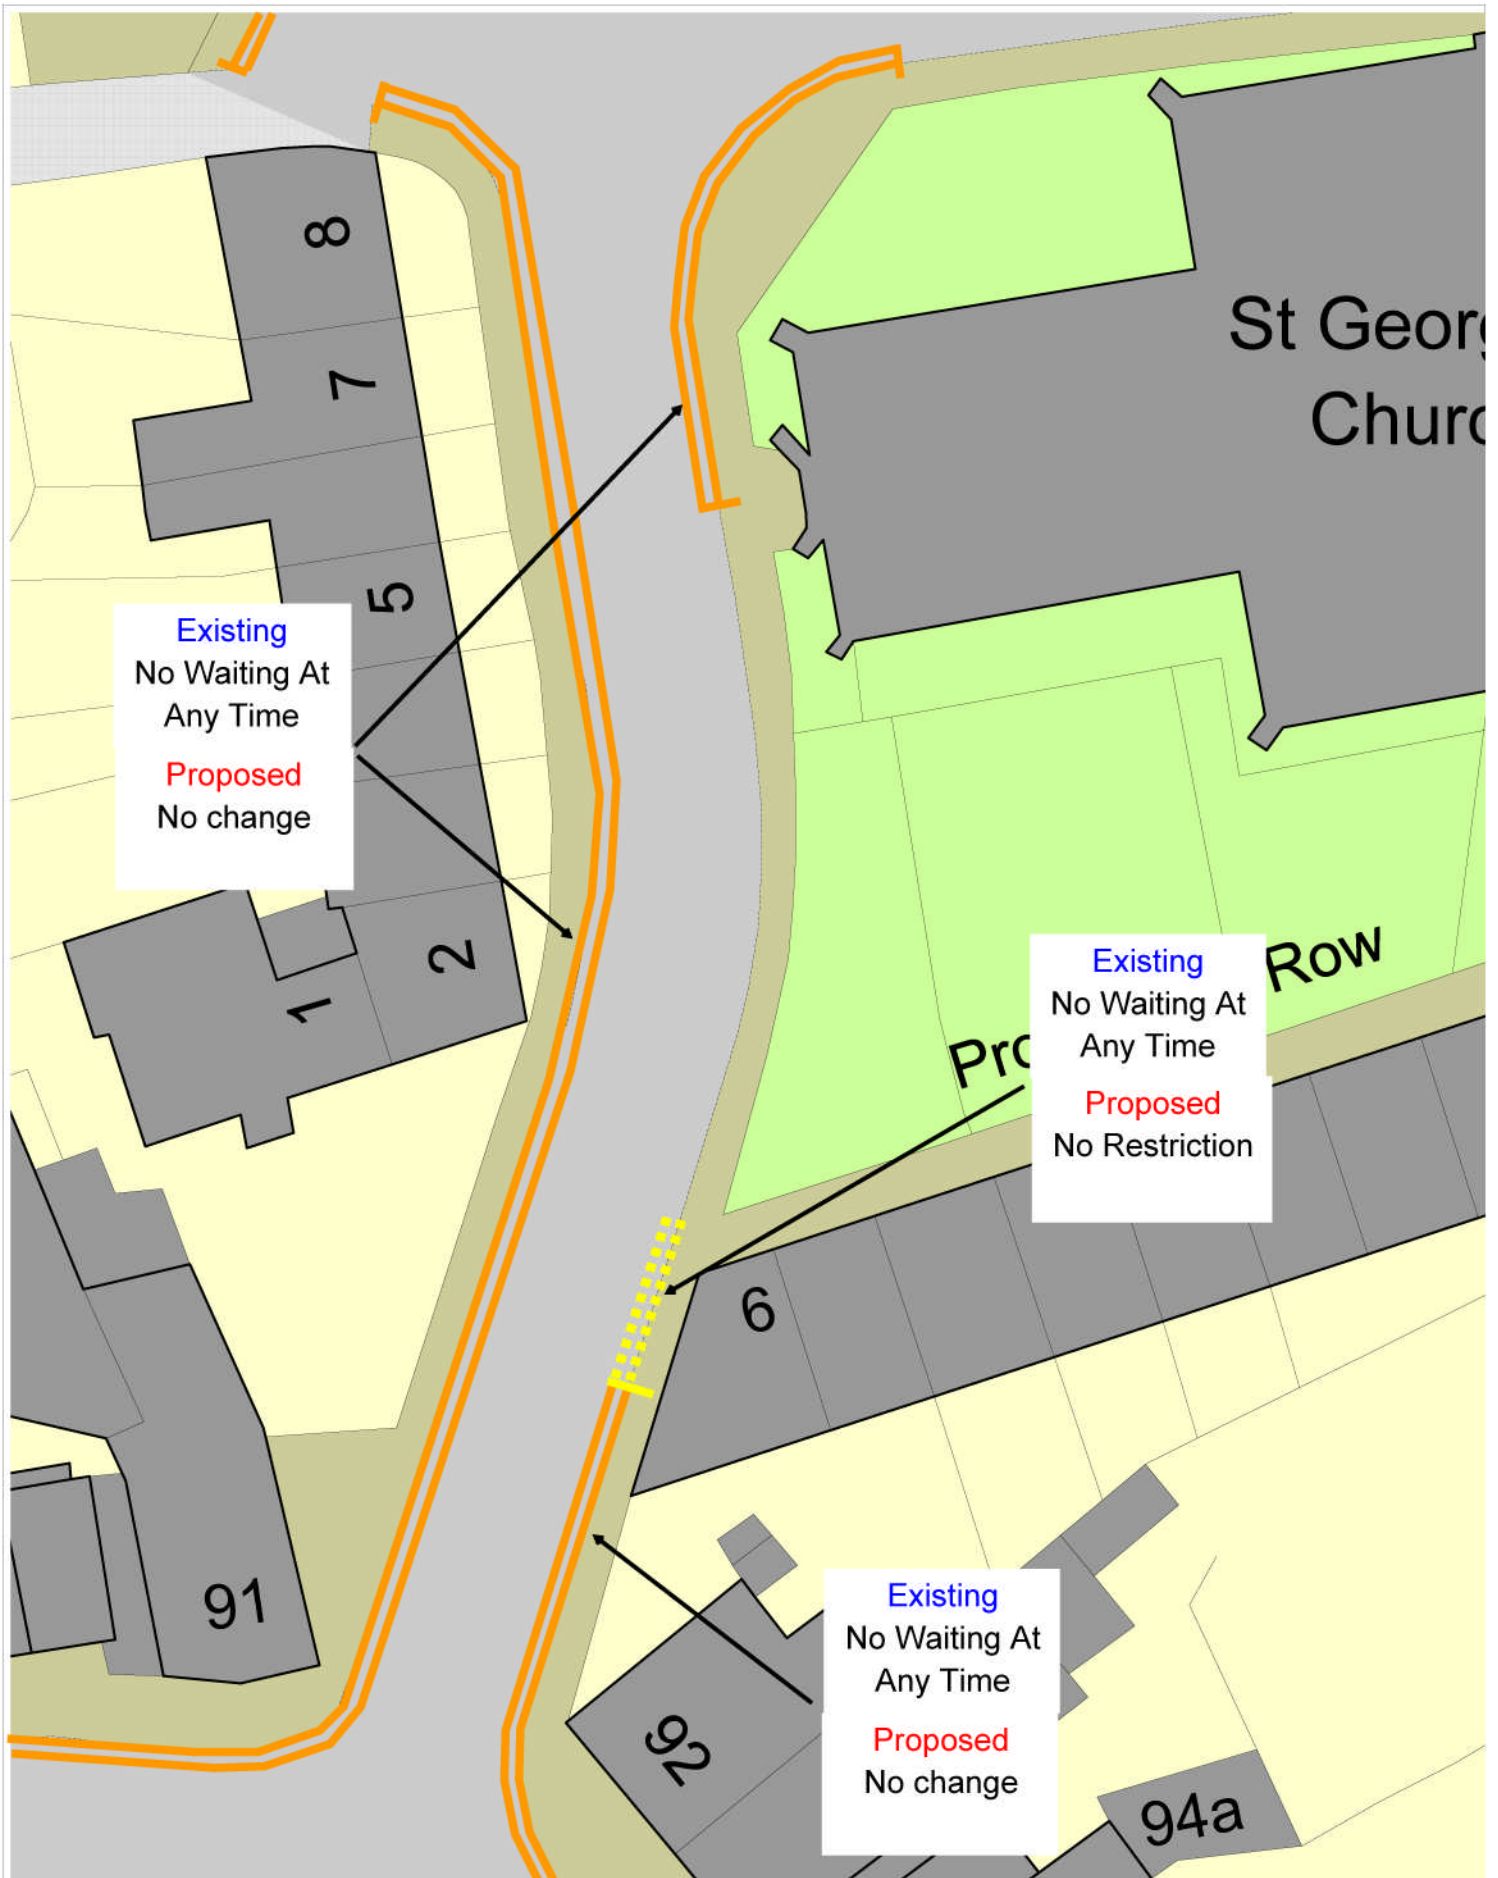 8
7
5
2
1
St Georg
Churc
Existing
No Waiting At
Any Time
Proposed
No change
Pro
Row
Existing
No Waiting At
Any Time
Proposed
No Restriction
6
91
92
94a
Existing
No Waiting At
Any Time
Proposed
No change